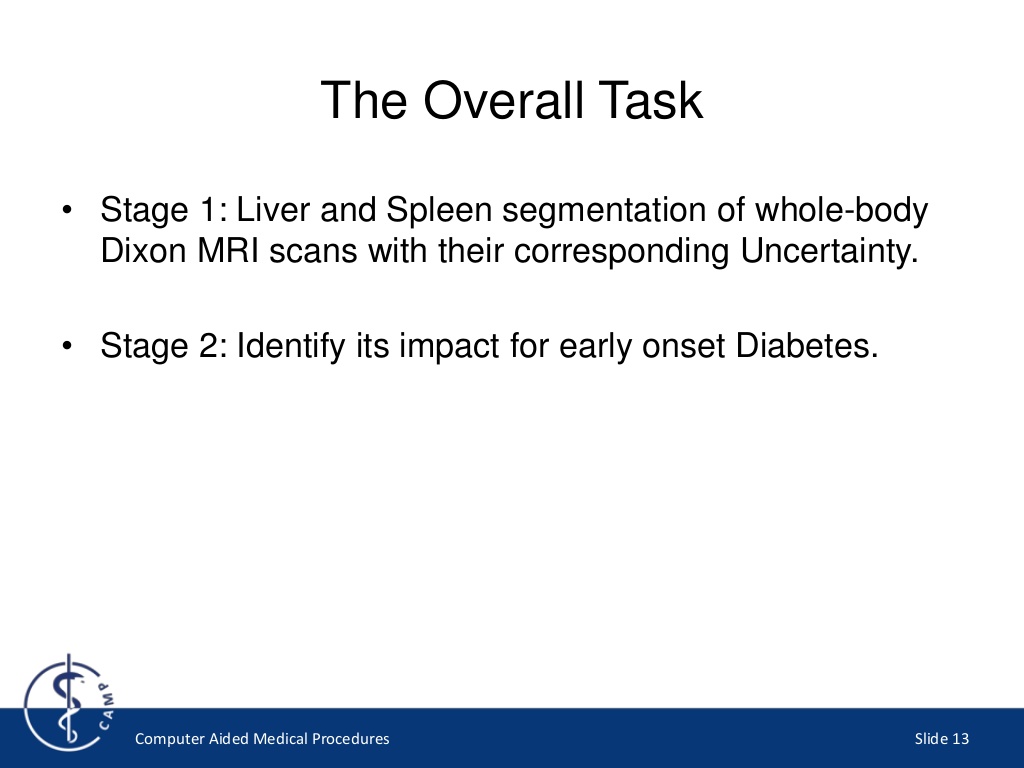 The Overall Task
• Stage 1: Liver and Spleen segmentation of whole-body
Dixon MRI scans with their corresponding Uncertainty.
• Stage 2: Identify its impact for early onset Diabetes.
CAMP
Computer Aided Medical Procedures
Slide 13